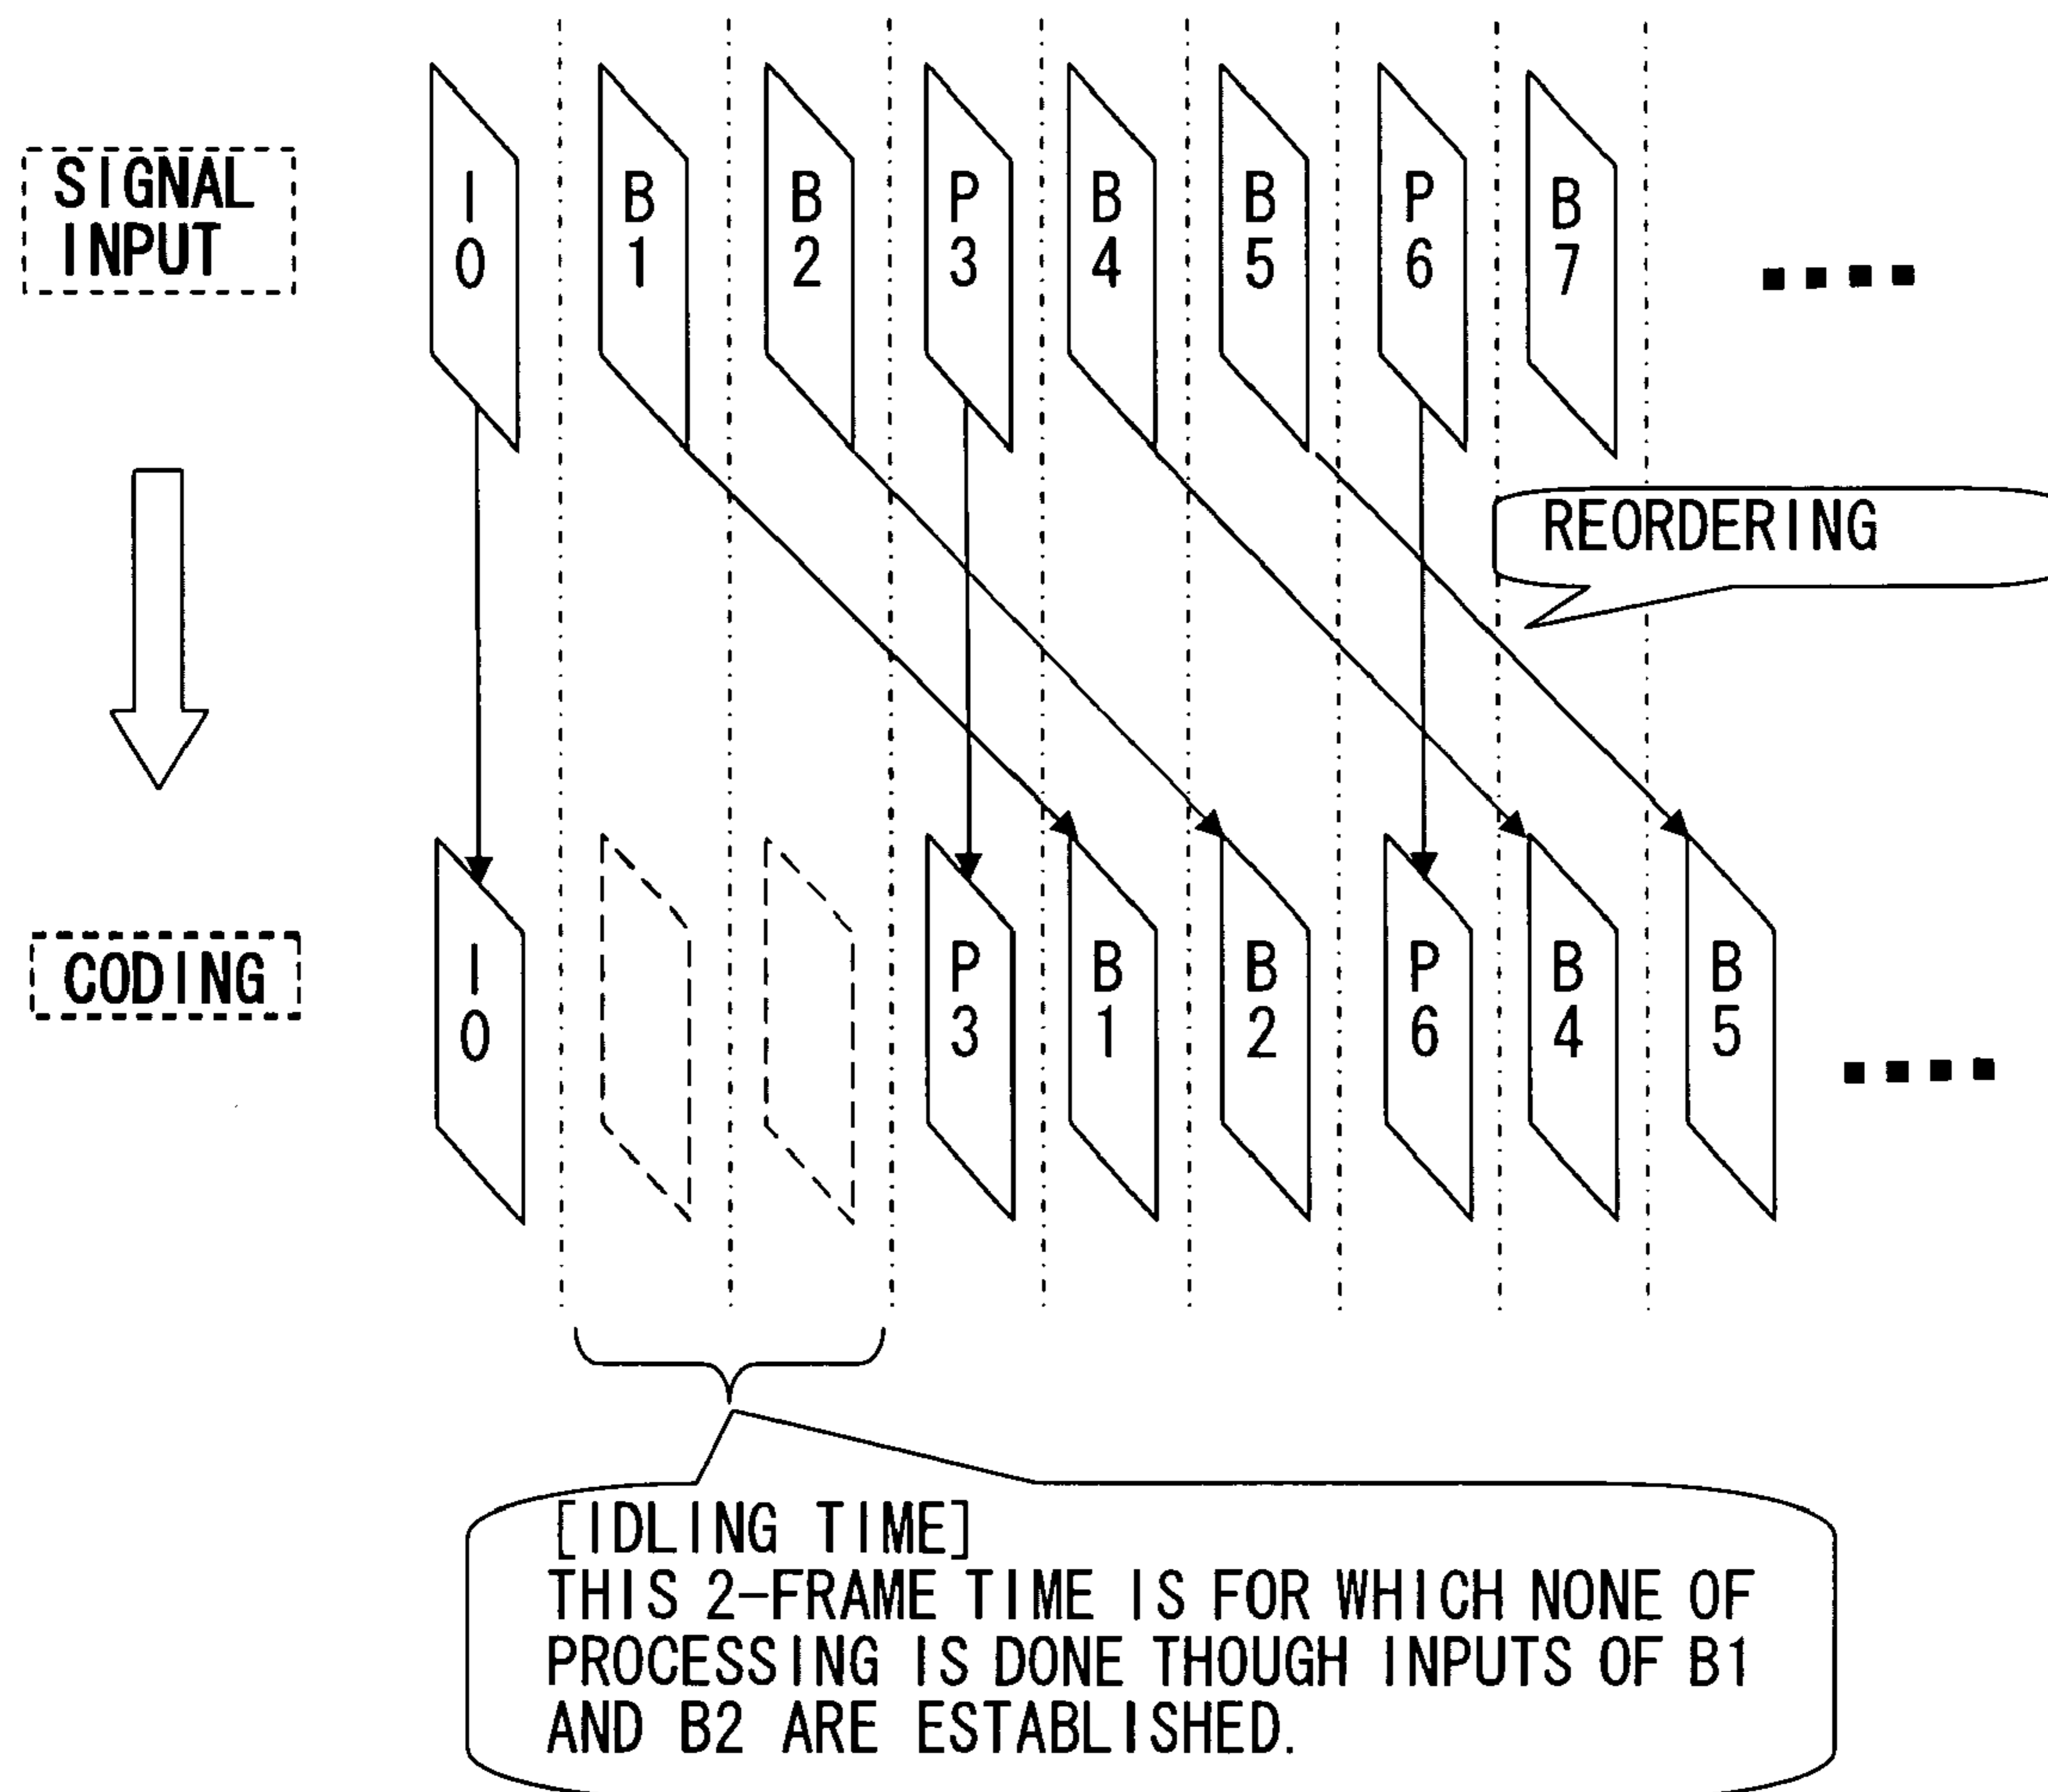 SIGNAL
INPUT
I B B P B B P B
0 1 2 3 4 5 6 7
REORDERING
CODING
I P B B P B B
0 3 1 2 6 4 5
[IDLING TIME]
THIS 2-FRAME TIME IS FOR WHICH NONE OF
PROCESSING IS DONE THOUGH INPUTS OF B1
AND B2 ARE ESTABLISHED.